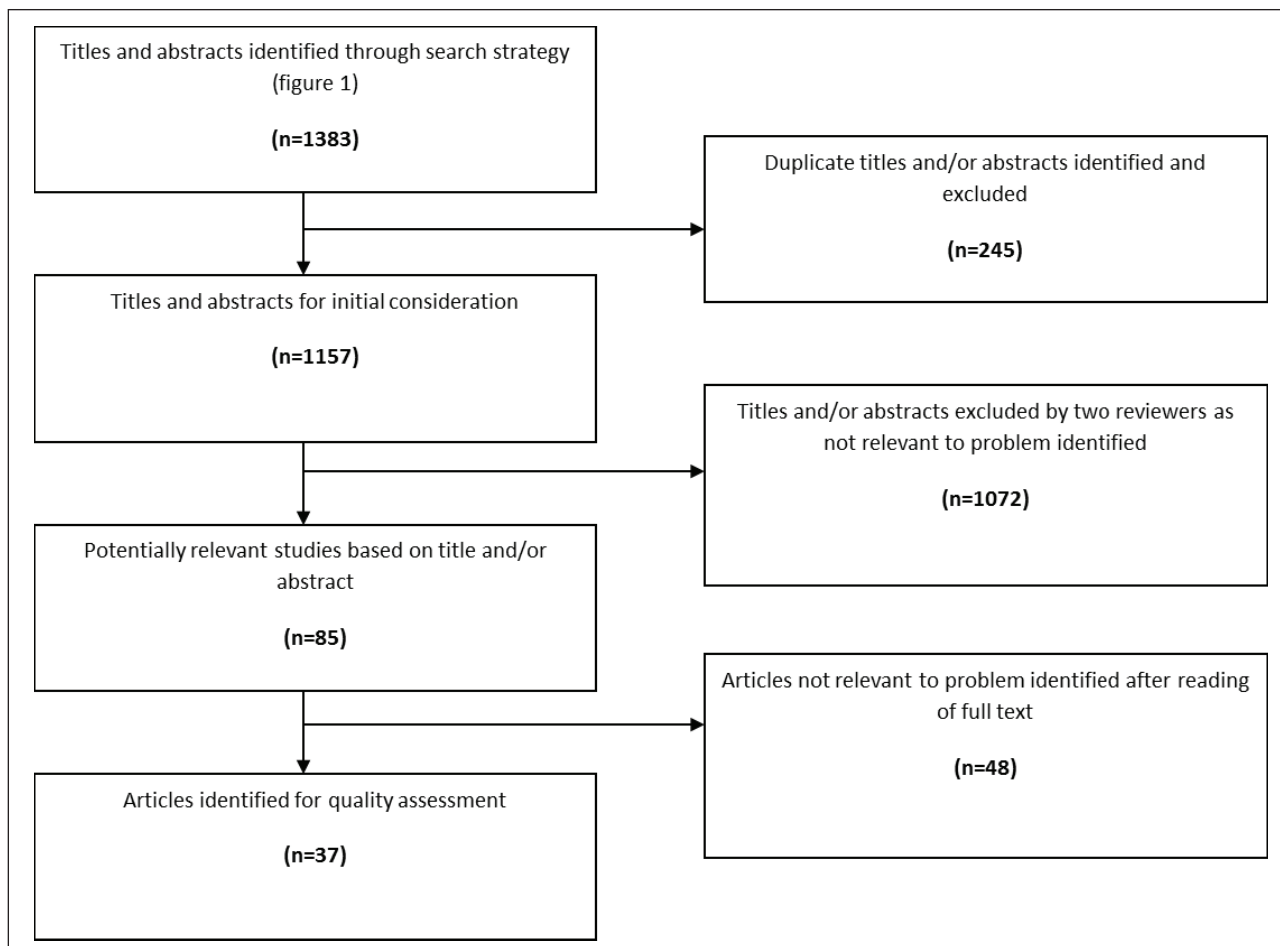 Titles and abstracts identified through search strategy
(figure 1)
(n=1383)
Duplicate titles and/or abstracts identified and
excluded
(n=245)
Titles and abstracts for initial consideration
(n=1157)
Titles and/or abstracts excluded by two reviewers as
not relevant to problem identified
(n=1072)
Potentially relevant studies based on title and/or
abstract
(n=85)
Articles not relevant to problem identified after reading
of full text
(n=48)
Articles identified for quality assessment
(n=37)